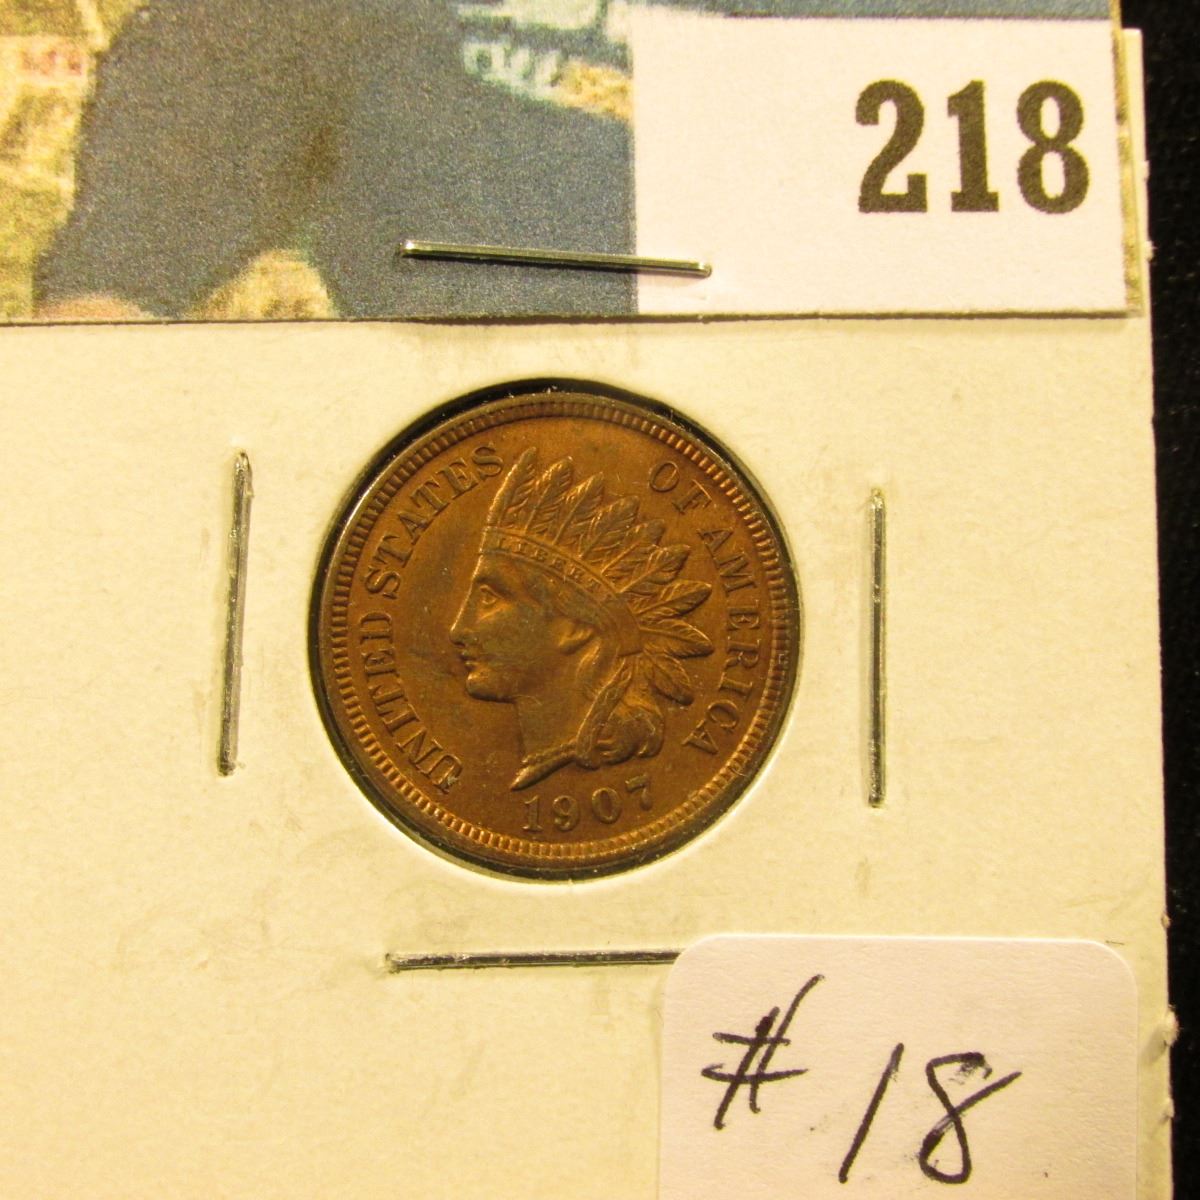 218
UNITED STATES OF AMERICA
LIBERTY
1907
# 18